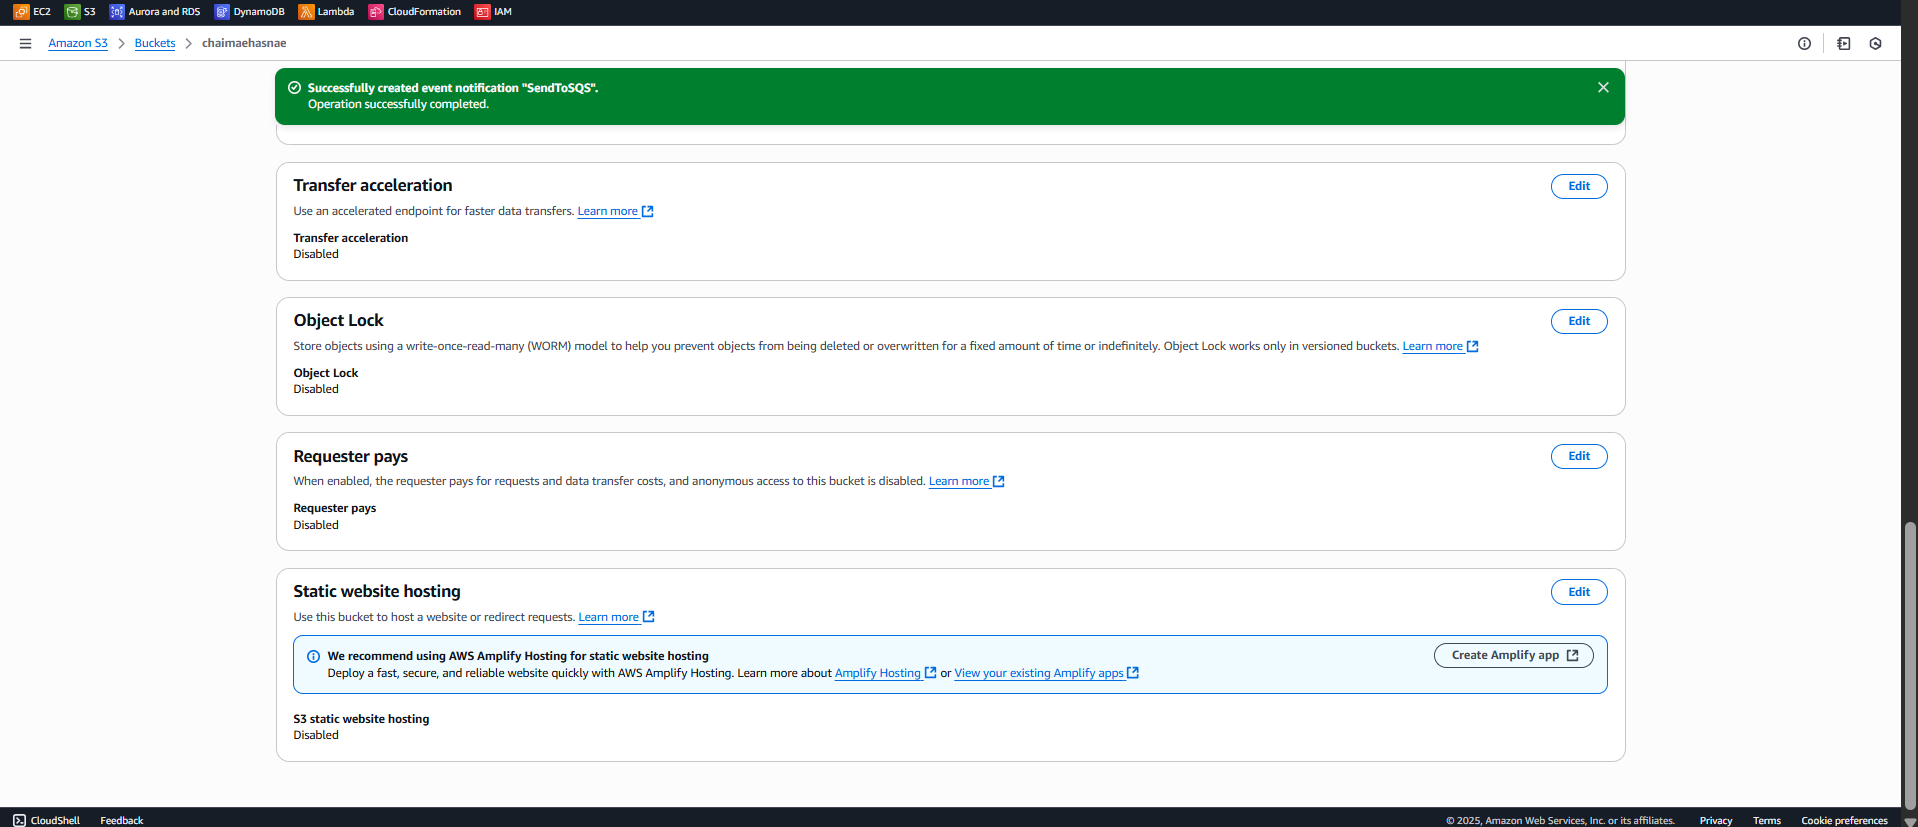 EC2 S3 Aurora and RDS DynamoDB Lambda CloudFormation IAM
Amazon S3 > Buckets > chaimaehasnae
Successfully created event notification "SendToSQS".
Operation successfully completed.
Transfer acceleration
Edit
Use an accelerated endpoint for faster data transfers. Learn more
Transfer acceleration
Disabled
Object Lock
Edit
Store objects using a write-once-read-many (WORM) model to help you prevent objects from being deleted or overwritten for a fixed amount of time or indefinitely. Object Lock works only in versioned buckets. Learn more
Object Lock
Disabled
Requester pays
Edit
When enabled, the requester pays for requests and data transfer costs, and anonymous access to this bucket is disabled. Learn more
Requester pays
Disabled
Static website hosting
Edit
Use this bucket to host a website or redirect requests. Learn more
We recommend using AWS Amplify Hosting for static website hosting
Create Amplify app
Deploy a fast, secure, and reliable website quickly with AWS Amplify Hosting. Learn more about Amplify Hosting or View your existing Amplify apps
S3 static website hosting
Disabled
CloudShell Feedback © 2025, Amazon Web Services, Inc. or its affiliates. Privacy Terms Cookie preferences